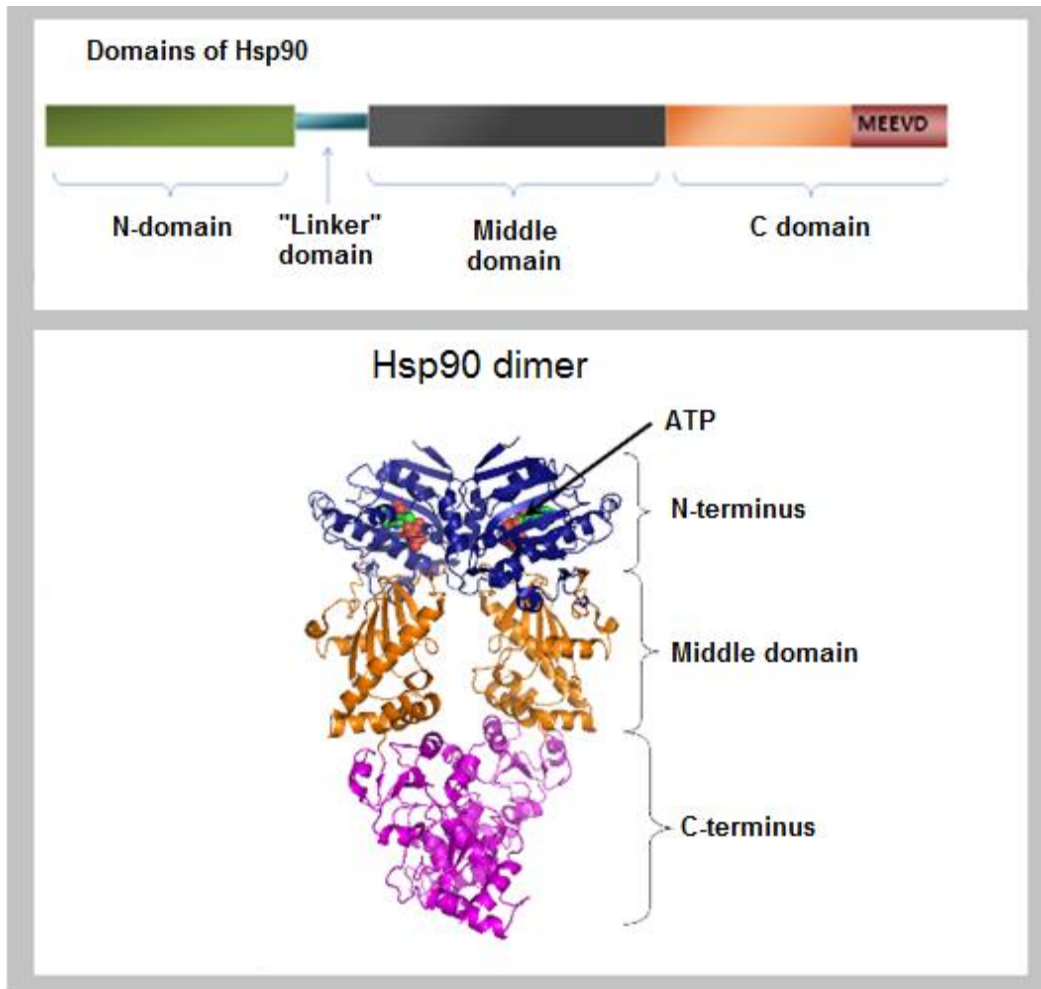 Domains of Hsp90
MEEVD
N-domain
"Linker"
domain
Middle
domain
C domain
Hsp90 dimer
ATP
N-terminus
Middle domain
C-terminus